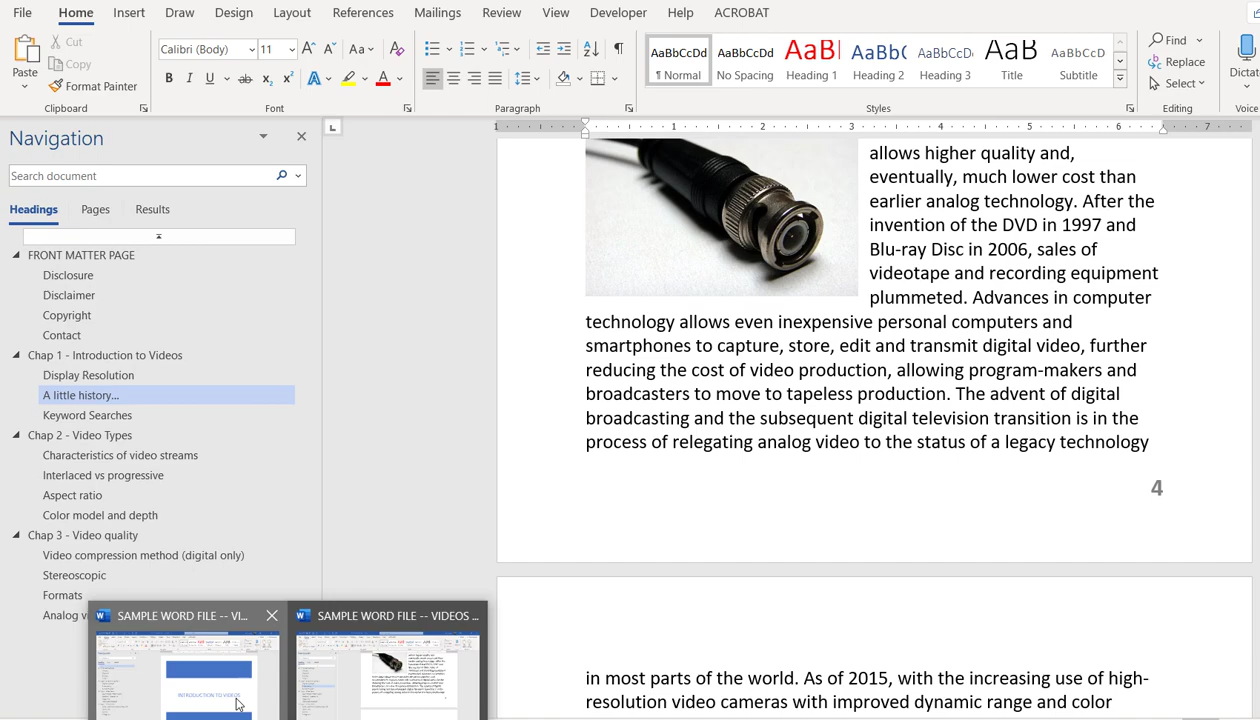 File Home Insert Draw Design Layout References Mailings Review View Developer Help ACROBAT
Paste
Cut
Copy
Format Painter
Clipboard
Calibri (Body) 11
Font
Paragraph
AaBbCcDd AaBbCcDd AaBl AaBbC AaBbCcD AaB AaBbCcD
¶ Normal No Spacing Heading 1 Heading 2 Heading 3 Title Subtitle
Styles
Find
Replace
Select
Editing
Dictat
Voice
Navigation
Search document
Headings Pages Results
FRONT MATTER PAGE
Disclosure
Disclaimer
Copyright
Contact
Chap 1 - Introduction to Videos
Display Resolution
A little history...
Keyword Searches
Chap 2 - Video Types
Characteristics of video streams
Interlaced vs progressive
Aspect ratio
Color model and depth
Chap 3 - Video quality
Video compression method (digital only)
Stereoscopic
Formats
Analog v
1 1 2 3 4 5 6 7
allows higher quality and,
eventually, much lower cost than
earlier analog technology. After the
invention of the DVD in 1997 and
Blu-ray Disc in 2006, sales of
videotape and recording equipment
plummeted. Advances in computer
technology allows even inexpensive personal computers and
smartphones to capture, store, edit and transmit digital video, further
reducing the cost of video production, allowing program-makers and
broadcasters to move to tapeless production. The advent of digital
broadcasting and the subsequent digital television transition is in the
process of relegating analog video to the status of a legacy technology
4
in most parts of the world. As of 2015, with the increasing use of high-
resolution video cameras with improved dynamic range and color
SAMPLE WORD FILE -- VI...
INTRODUCTION TO VIDEOS
SAMPLE WORD FILE -- VIDEOS ...